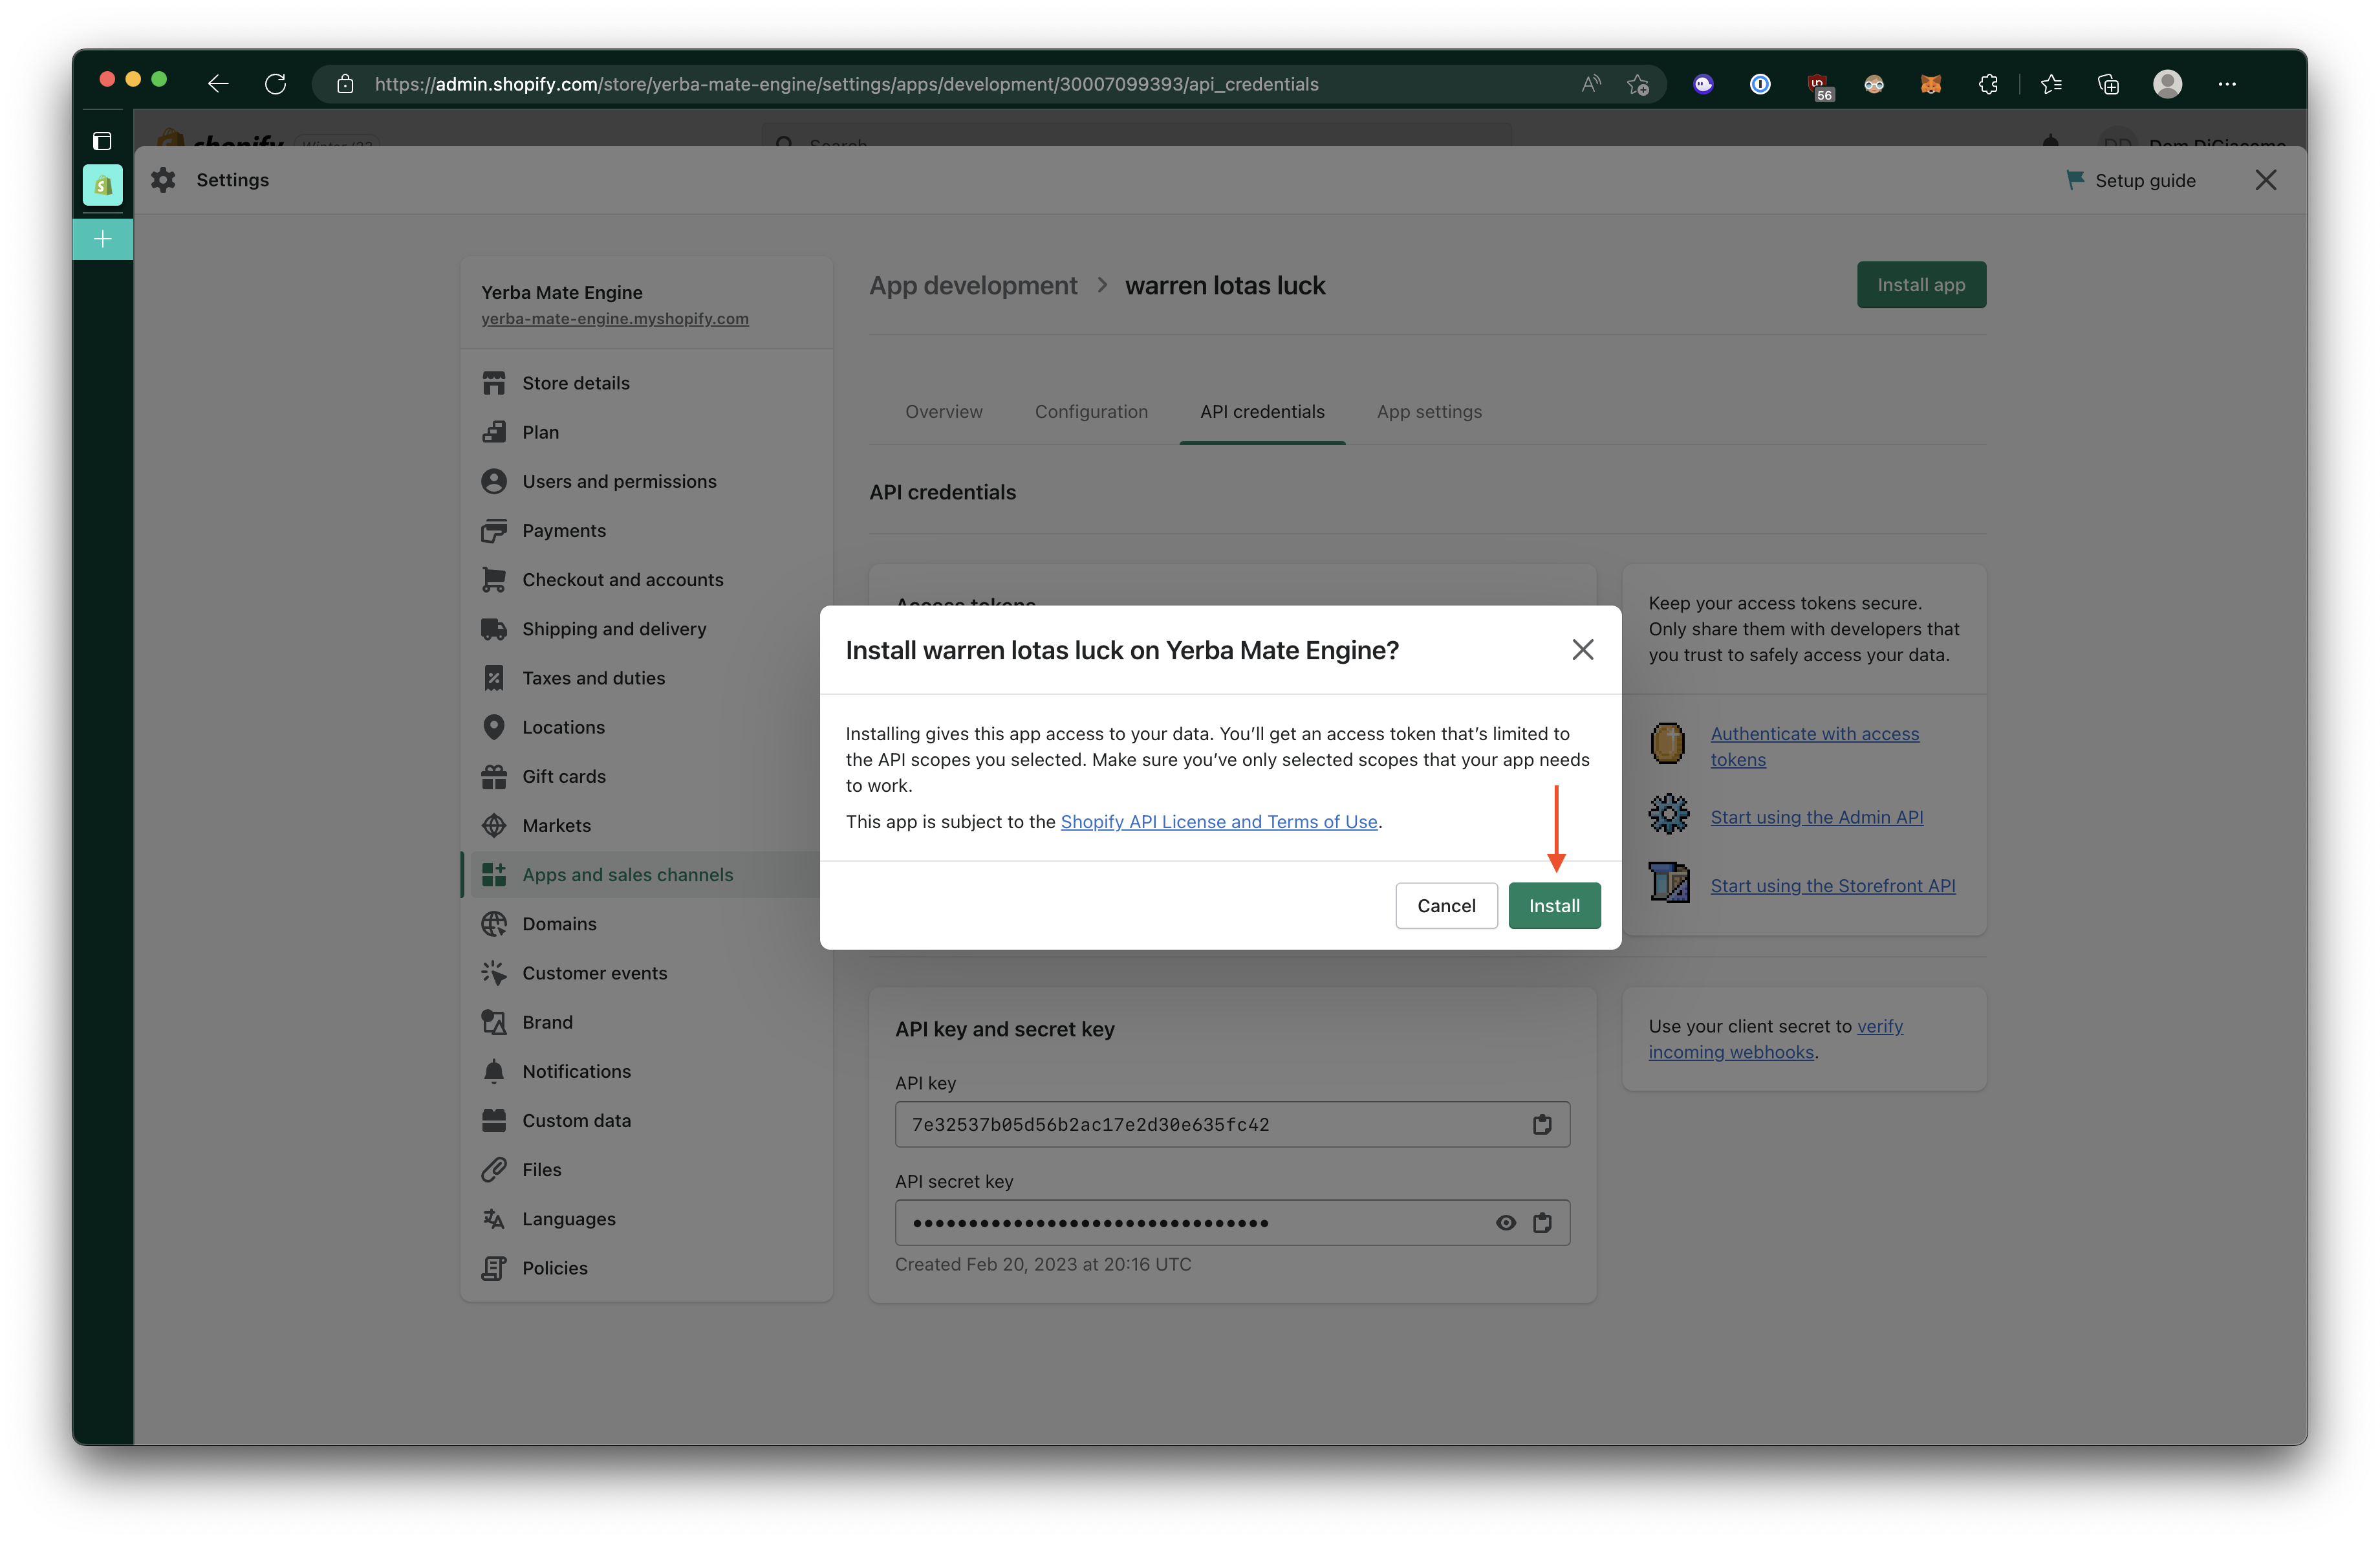 https://admin.shopify.com/store/yerba-mate-engine/settings/apps/development/30007099393/api_credentials
56
shopify
Winter '23
Search
DD
Dom DiGiacomo
Settings
Setup guide
Yerba Mate Engine
yerba-mate-engine.myshopify.com
Store details
Plan
Users and permissions
Payments
Checkout and accounts
Shipping and delivery
Taxes and duties
Locations
Gift cards
Markets
Apps and sales channels
Domains
Customer events
Brand
Notifications
Custom data
Files
Languages
Policies
App development > warren lotas luck
Install app
Overview
Configuration
API credentials
App settings
API credentials
Access tokens
Install warren lotas luck on Yerba Mate Engine?
Installing gives this app access to your data. You’ll get an access token that’s limited to
the API scopes you selected. Make sure you’ve only selected scopes that your app needs
to work.
This app is subject to the Shopify API License and Terms of Use.
Cancel
Install
Keep your access tokens secure.
Only share them with developers that
you trust to safely access your data.
Authenticate with access
tokens
Start using the Admin API
Start using the Storefront API
API key and secret key
API key
7e32537b05d56b2ac17e2d30e635fc42
API secret key
••••••••••••••••••••••••••••••••
Created Feb 20, 2023 at 20:16 UTC
Use your client secret to verify
incoming webhooks.